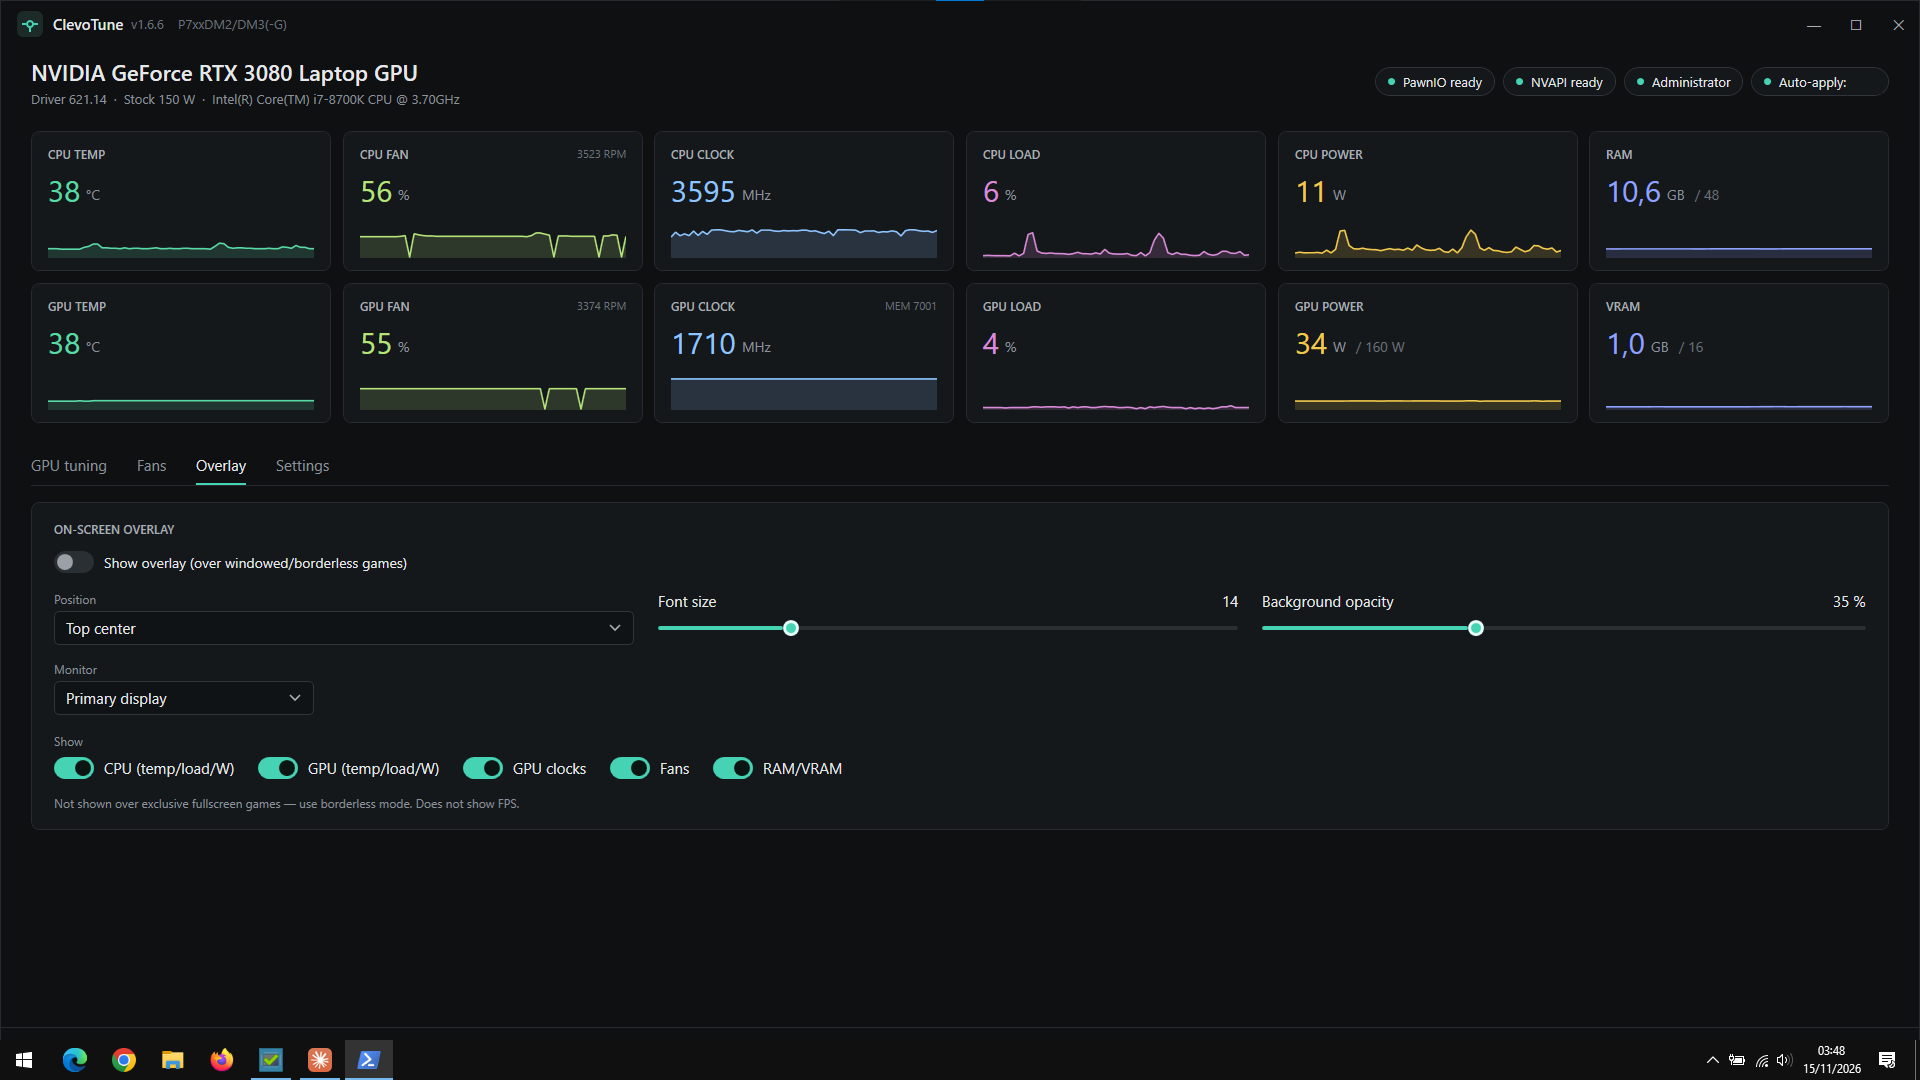 ClevoTune v1.6.6 P7xxDM2/DM3(-G)
NVIDIA GeForce RTX 3080 Laptop GPU
Driver 621.14 · Stock 150 W · Intel(R) Core(TM) i7-8700K CPU @ 3.70GHz
PawnIO ready
NVAPI ready
Administrator
Auto-apply:
CPU TEMP
38 °C
CPU FAN 3523 RPM
56 %
CPU CLOCK
3595 MHz
CPU LOAD
6 %
CPU POWER
11 W
RAM
10,6 GB / 48
GPU TEMP
38 °C
GPU FAN 3374 RPM
55 %
GPU CLOCK MEM 7001
1710 MHz
GPU LOAD
4 %
GPU POWER
34 W / 160 W
VRAM
1,0 GB / 16
GPU tuning Fans Overlay Settings
ON-SCREEN OVERLAY
Show overlay (over windowed/borderless games)
Position
Top center
Font size 14
Background opacity 35 %
Monitor
Primary display
Show
CPU (temp/load/W) GPU (temp/load/W) GPU clocks Fans RAM/VRAM
Not shown over exclusive fullscreen games — use borderless mode. Does not show FPS.
03:48
15/11/2026